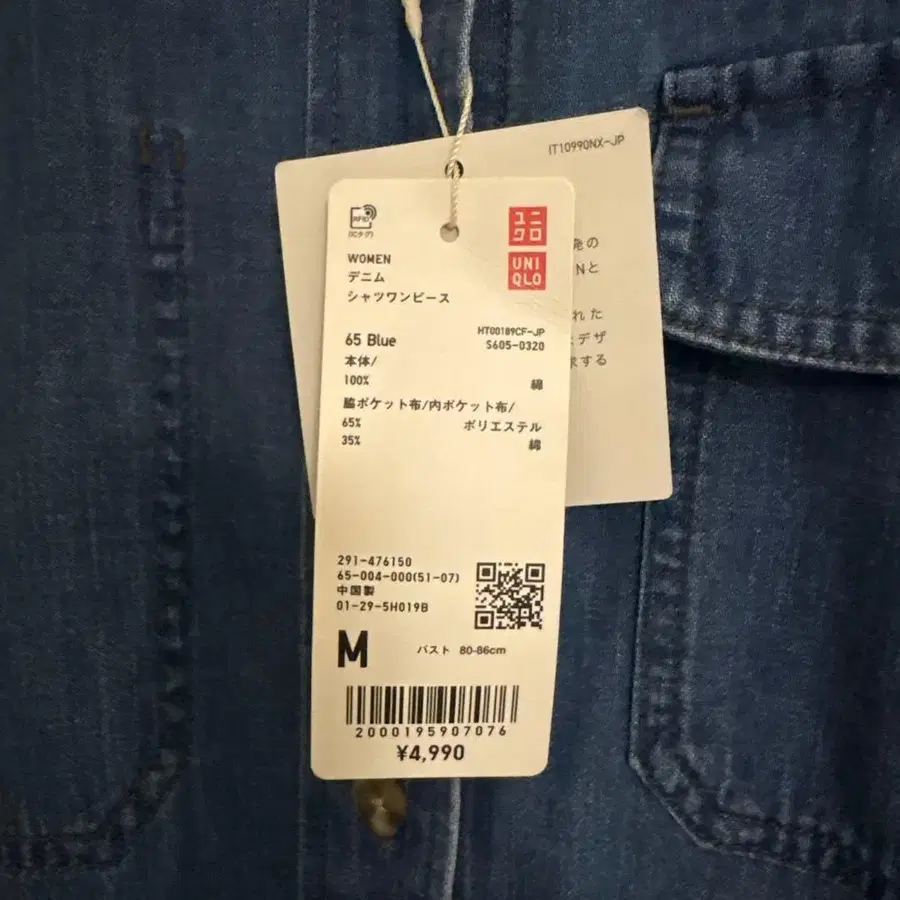 IT10990NX-JP
発の
Nと
れた
デザ
求する
RFID
(ICタグ)
ユニ
クロ
UNI
QLO
WOMEN
デニム
シャツワンピース
65 Blue
HT00189CF-JP
S605-0320
本体/
100% 綿
脇ポケット布/内ポケット布/
65% ポリエステル
35% 綿
291-476150
65-004-000(51-07)
中国製
01-29-5H019B
M バスト 80-86cm
2000195907076
¥4,990